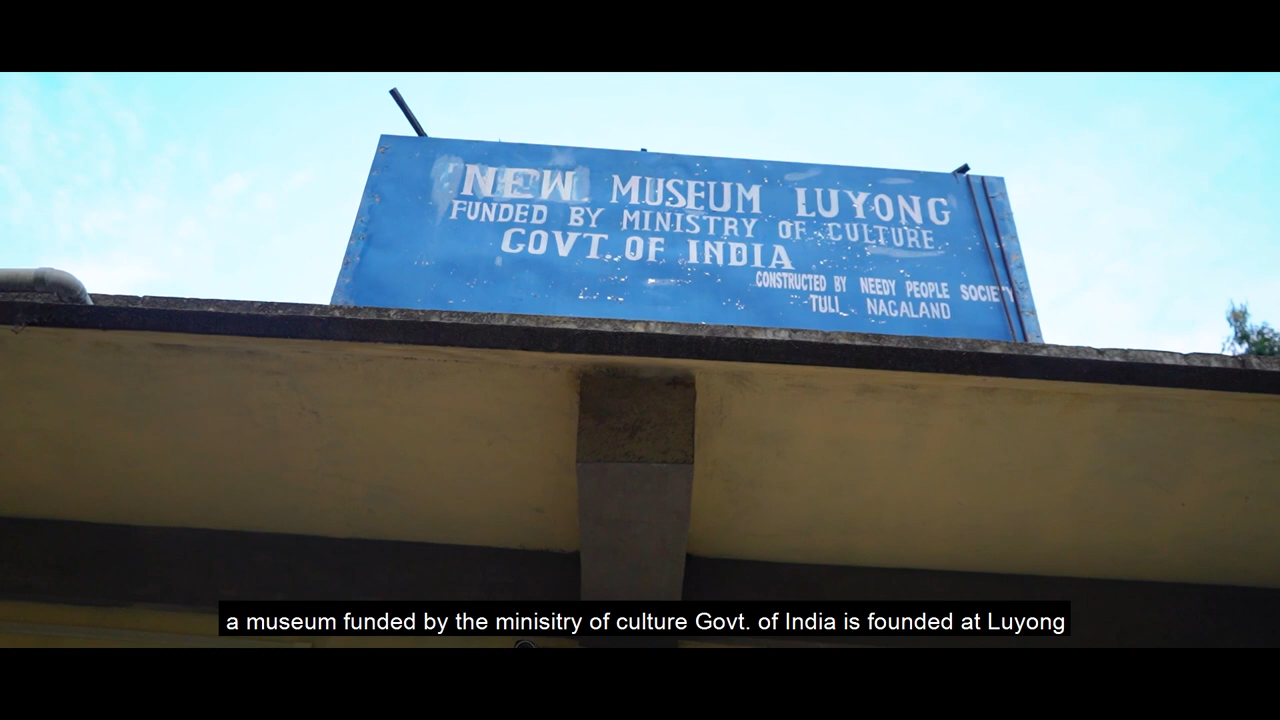 NEW MUSEUM LUYONG
FUNDED BY MINISTRY OF CULTURE
GOVT. OF INDIA
CONSTRUCTED BY NEEDY PEOPLE SOCIETY
TULI, NAGALAND
a museum funded by the minisitry of culture Govt. of India is founded at Luyong